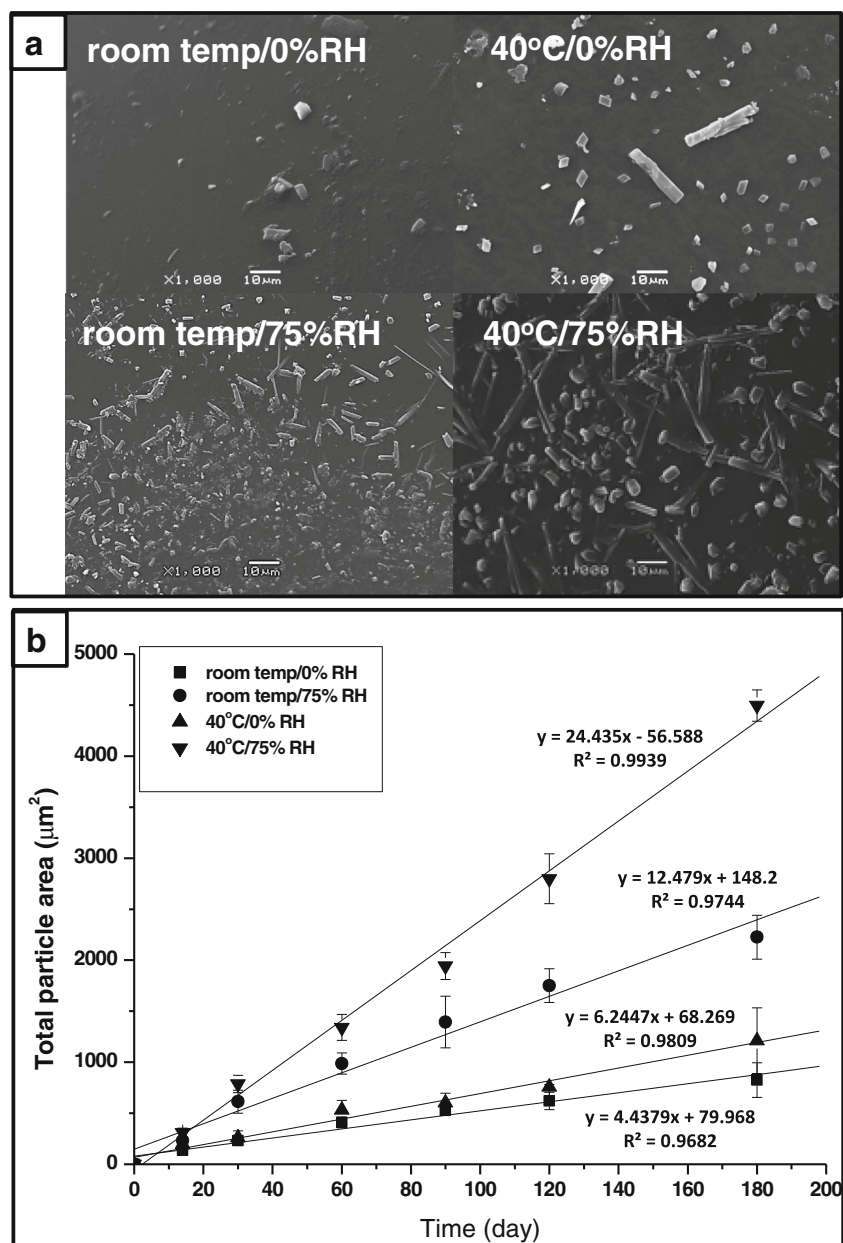 a
room temp/0%RH
40°C/0%RH
X1,000 10μm
X1,000 10μm
room temp/75%RH
40°C/75%RH
X1,000 10μm
X1,000 10μm
b
5000
4000
3000
2000
1000
0
Total particle area (μm²)
room temp/0% RH
room temp/75% RH
40°C/0% RH
40°C/75% RH
y = 24.435x - 56.588
R² = 0.9939
y = 12.479x + 148.2
R² = 0.9744
y = 6.2447x + 68.269
R² = 0.9809
y = 4.4379x + 79.968
R² = 0.9682
0 20 40 60 80 100 120 140 160 180 200
Time (day)